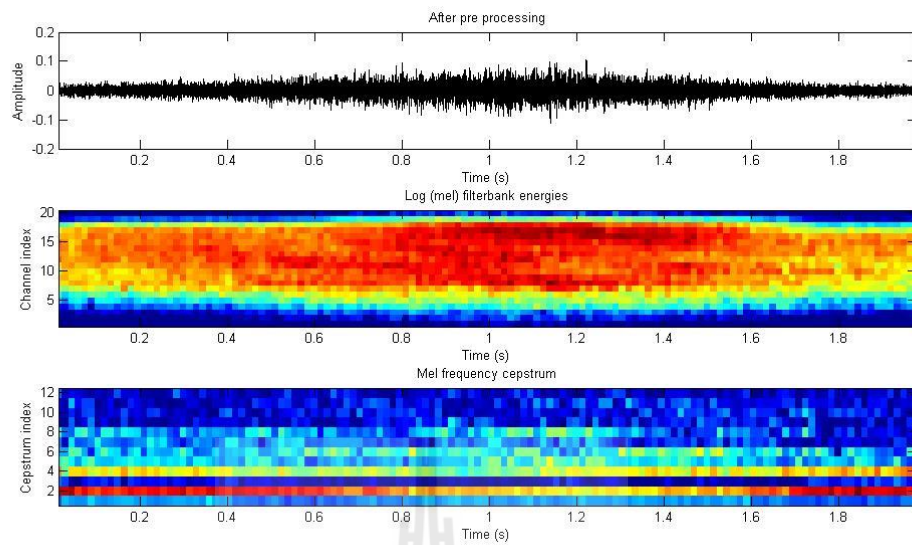 After pre processing
0.2
0.1
0
-0.1
-0.2
Amplitude
0.2 0.4 0.6 0.8 1 1.2 1.4 1.6 1.8
Time (s)
Log (mel) filterbank energies
20
15
10
5
Channel index
0.2 0.4 0.6 0.8 1 1.2 1.4 1.6 1.8
Time (s)
Mel frequency cepstrum
12
10
8
6
4
2
Cepstrum index
0.2 0.4 0.6 0.8 1 1.2 1.4 1.6 1.8
Time (s)